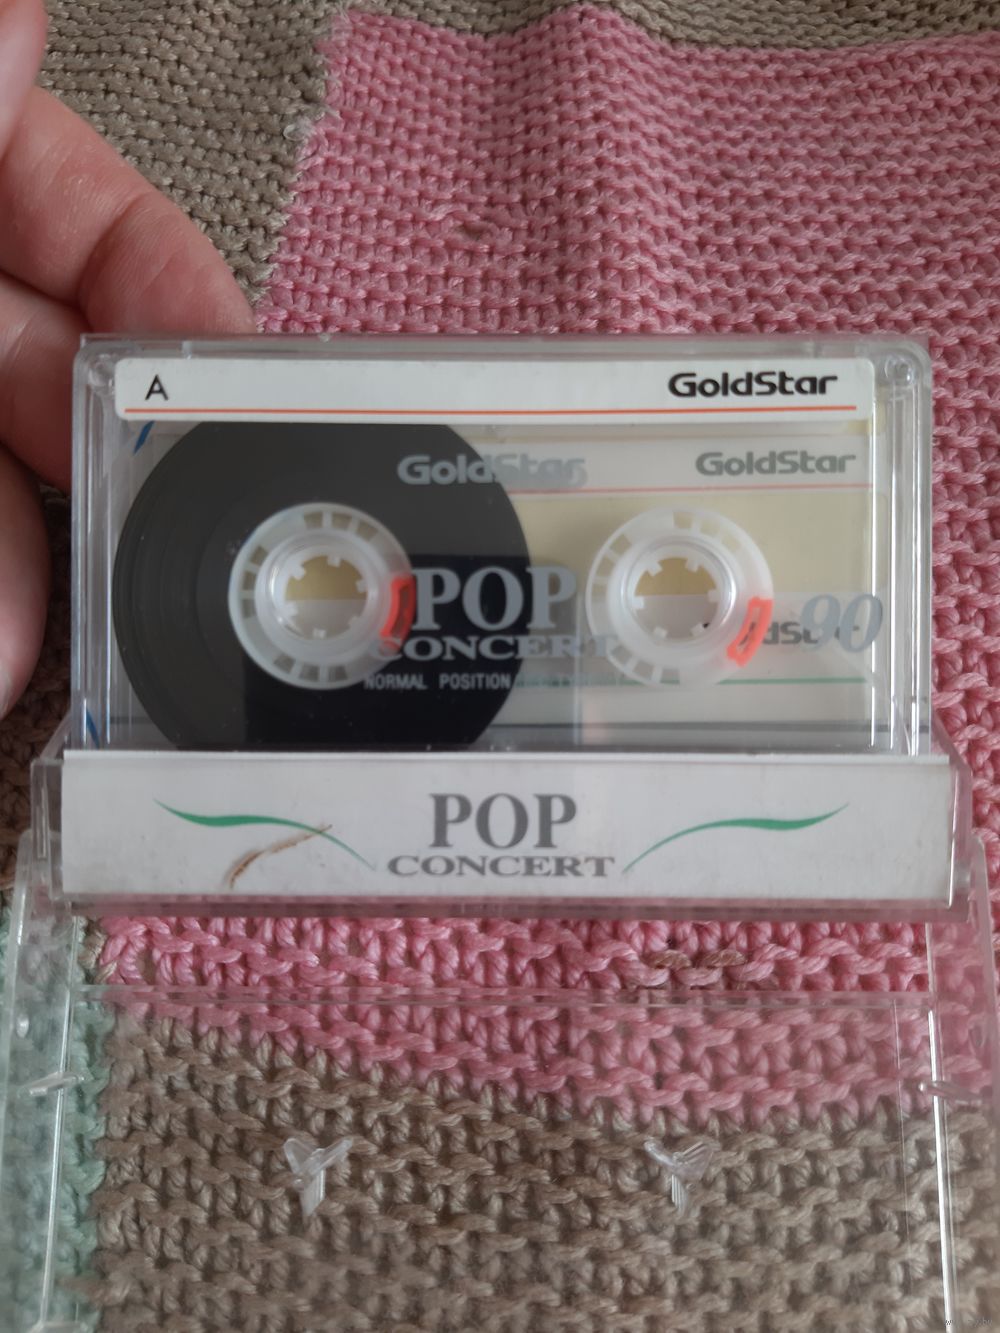 A GoldStar
GoldStar GoldStar
POP
CONCERT
90
NORMAL POSITION
POP
CONCERT